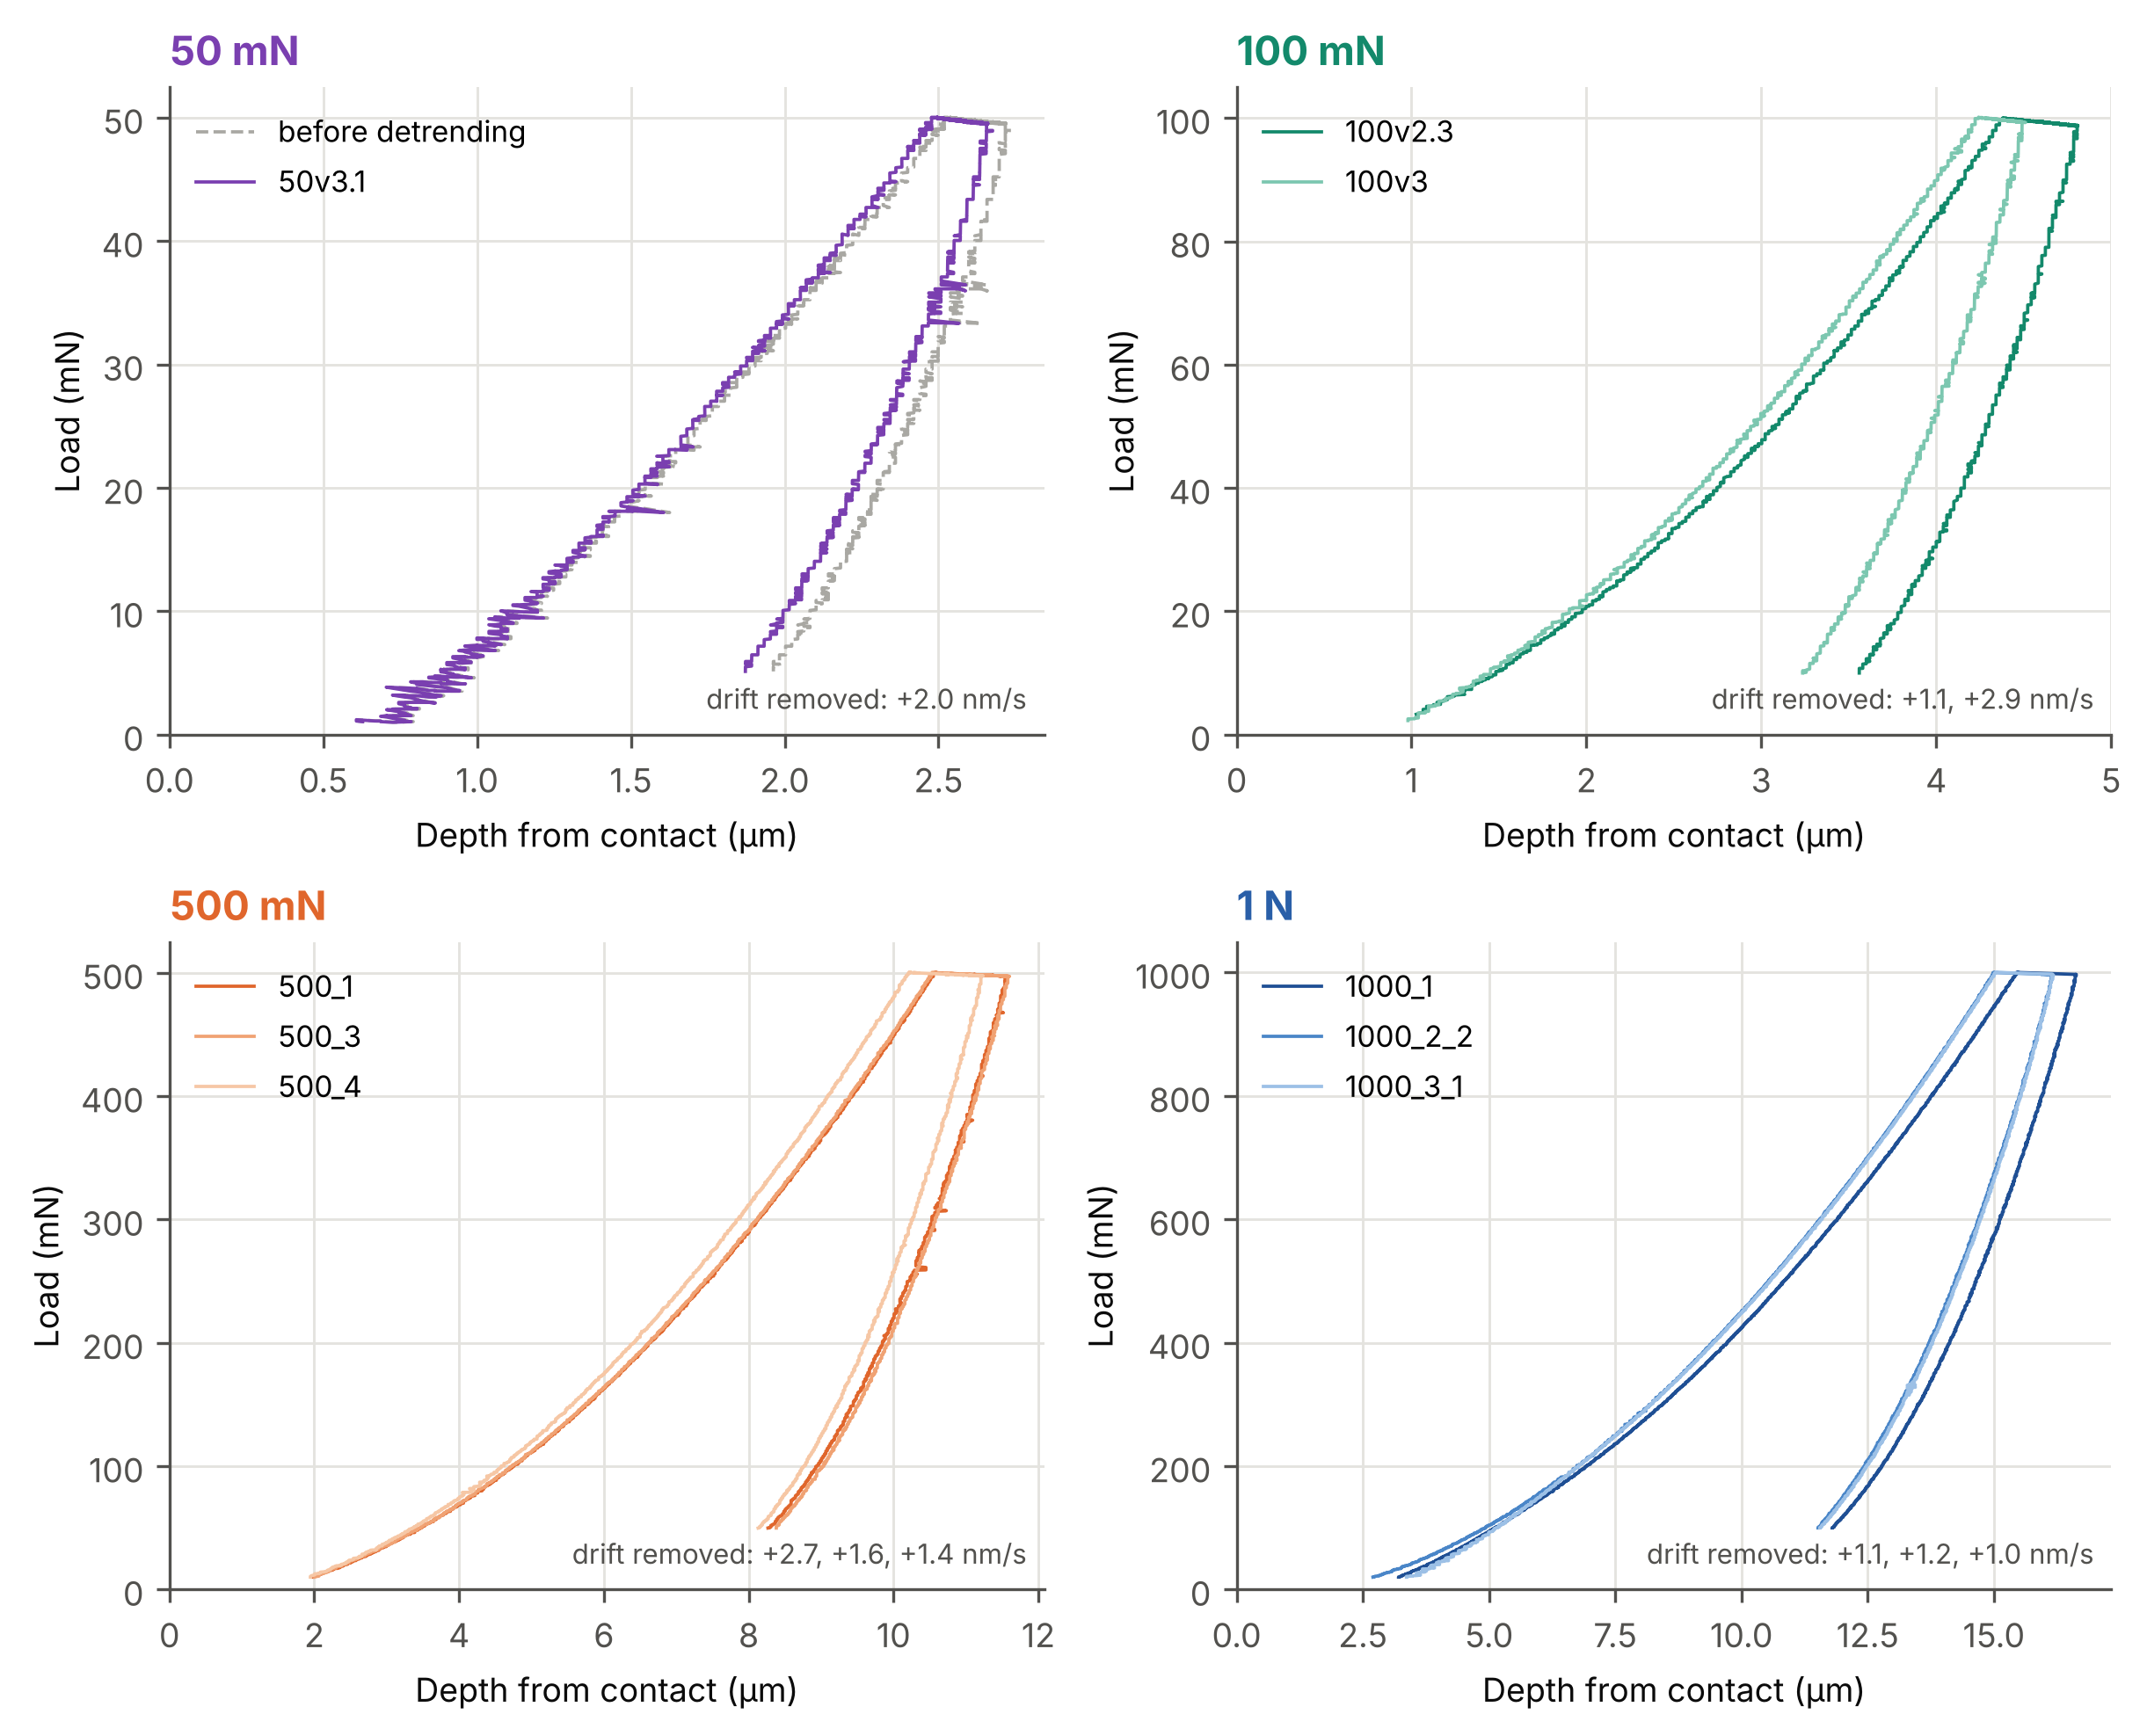 50 mN
before detrending
50v3.1
Load (mN)
50
40
30
20
10
0
drift removed: +2.0 nm/s
0.0 0.5 1.0 1.5 2.0 2.5
Depth from contact (µm)
100 mN
100v2.3
100v3
Load (mN)
100
80
60
40
20
0
drift removed: +1.1, +2.9 nm/s
0 1 2 3 4 5
Depth from contact (µm)
500 mN
500_1
500_3
500_4
Load (mN)
500
400
300
200
100
0
drift removed: +2.7, +1.6, +1.4 nm/s
0 2 4 6 8 10 12
Depth from contact (µm)
1 N
1000_1
1000_2_2
1000_3_1
Load (mN)
1000
800
600
400
200
0
drift removed: +1.1, +1.2, +1.0 nm/s
0.0 2.5 5.0 7.5 10.0 12.5 15.0
Depth from contact (µm)